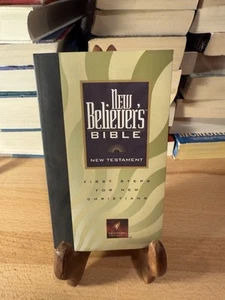 New
Believer's
BIBLE
NEW TESTAMENT
FIRST STEPS
FOR NEW
CHRISTIANS